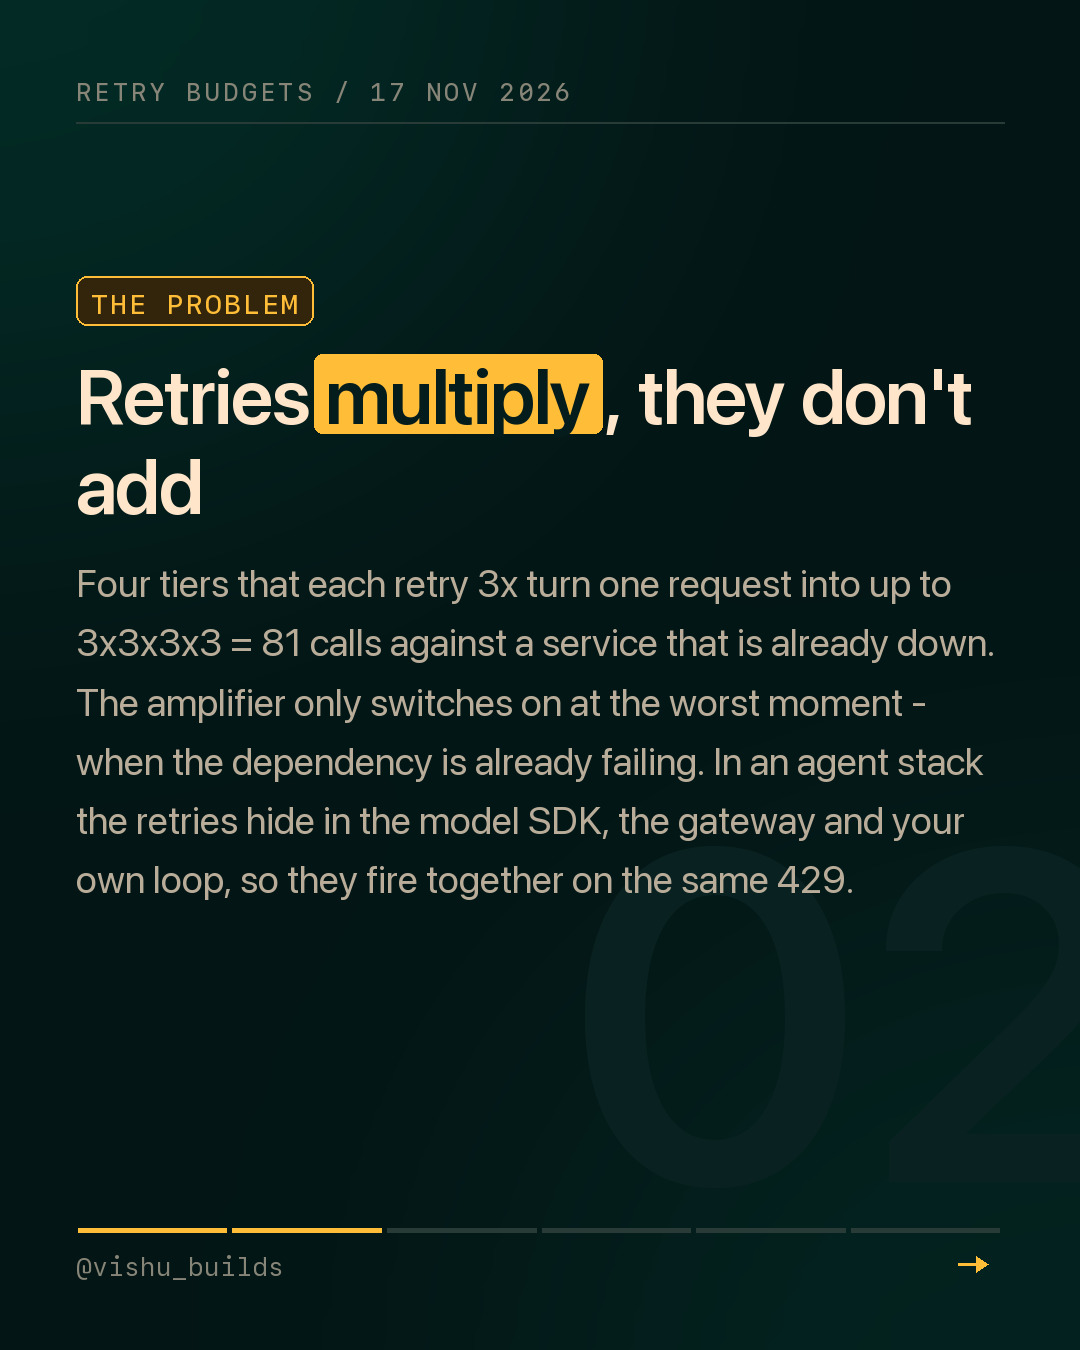 RETRY BUDGETS / 17 NOV 2026
THE PROBLEM
Retries multiply, they don't
add
Four tiers that each retry 3x turn one request into up to
3x3x3x3 = 81 calls against a service that is already down.
The amplifier only switches on at the worst moment -
when the dependency is already failing. In an agent stack
the retries hide in the model SDK, the gateway and your
own loop, so they fire together on the same 429.
02
@vishu_builds